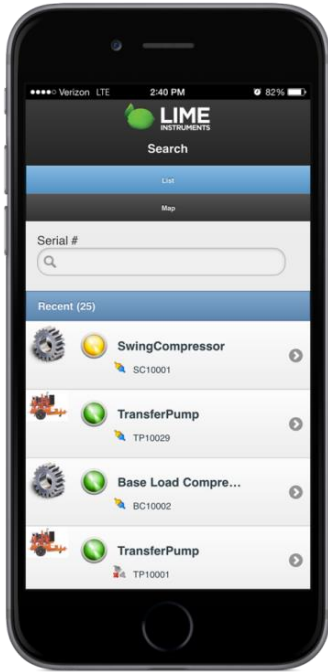 Verizon LTE 2:40 PM 82%
LIME
INSTRUMENTS
Search
List
Map
Serial #
Recent (25)
SwingCompressor
SC10001
TransferPump
TP10029
Base Load Compre...
BC10002
TransferPump
TP10001